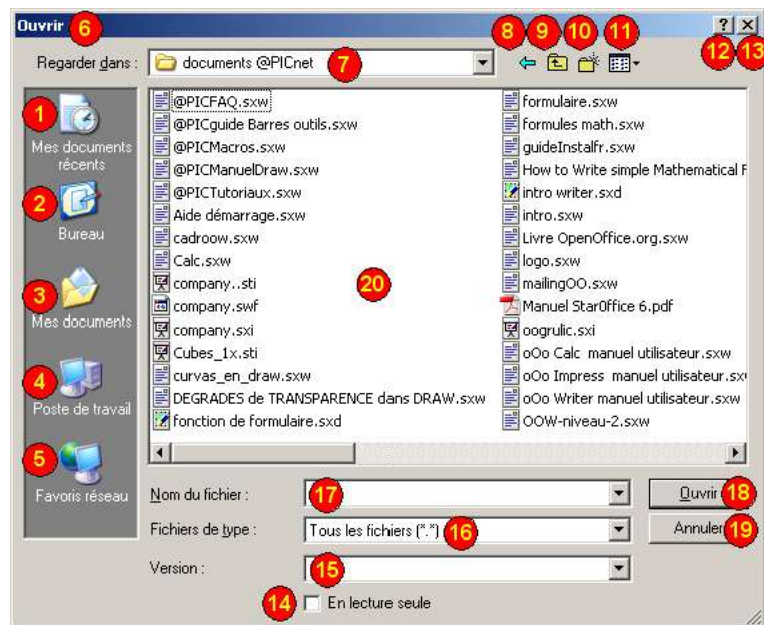 Ouvrir 6
8 9 10 11
12 13
Regarder dans : documents @PICnet 7
1
Mes documents
récents
2
Bureau
3
Mes documents
4
Poste de travail
5
Favoris réseau
@PICFAQ.sxw
@PICguide Barres outils.sxw
@PICMacros.sxw
@PICManuelDraw.sxw
@PICTutoriaux.sxw
Aide démarrage.sxw
cadroow.sxw
Calc.sxw
company..sti
company.swf
company.sxi
Cubes_1x.sti
curvas_en_draw.sxw
DEGRADES de TRANSPARENCE dans DRAW.sxw
fonction de formulaire.sxd
20
formulaire.sxw
formules math.sxw
guideInstalfr.sxw
How to Write simple Mathematical F
intro writer.sxd
intro.sxw
Livre OpenOffice.org.sxw
logo.sxw
mailingOO.sxw
Manuel StarOffice 6.pdf
oogrulic.sxi
oOo Calc manuel utilisateur.sxw
oOo Impress manuel utilisateur.sxw
oOo Writer manuel utilisateur.sxw
OOW-niveau-2.sxw
Nom du fichier : 17
Ouvrir 18
Fichiers de type : Tous les fichiers (*.*) 16
Annuler 19
Version : 15
14 En lecture seule